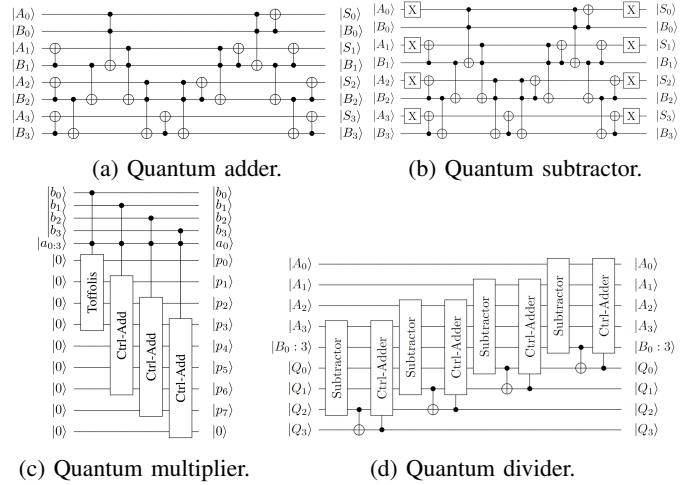 |A₀⟩ |S₀⟩ |A₀⟩ X X |S₀⟩
|B₀⟩ |B₀⟩ |B₀⟩ |B₀⟩
|A₁⟩ |S₁⟩ |A₁⟩ X X |S₁⟩
|B₁⟩ |B₁⟩ |B₁⟩ |B₁⟩
|A₂⟩ |S₂⟩ |A₂⟩ X X |S₂⟩
|B₂⟩ |B₂⟩ |B₂⟩ |B₂⟩
|A₃⟩ |S₃⟩ |A₃⟩ X X |S₃⟩
|B₃⟩ |B₃⟩ |B₃⟩ |B₃⟩
(a) Quantum adder.
(b) Quantum subtractor.
|b₀⟩ |b₀⟩
|b₁⟩ |b₁⟩
|b₂⟩ |b₂⟩
|b₃⟩ |b₃⟩
|a₀:₃⟩ |a₀⟩
|0⟩ |p₀⟩
|0⟩ |p₁⟩
|0⟩ |p₂⟩
|0⟩ |p₃⟩
|0⟩ |p₄⟩
|0⟩ |p₅⟩
|0⟩ |p₆⟩
|0⟩ |p₇⟩
|0⟩ |0⟩
Toffolis
Ctrl-Add
Ctrl-Add
Ctrl-Add
(c) Quantum multiplier.
|A₀⟩ |A₀⟩
|A₁⟩ |A₁⟩
|A₂⟩ |A₂⟩
|A₃⟩ |A₃⟩
|B₀ : 3⟩ |B₀ : 3⟩
|Q₀⟩ |Q₀⟩
|Q₁⟩ |Q₁⟩
|Q₂⟩ |Q₂⟩
|Q₃⟩ |Q₃⟩
Subtractor
Ctrl-Adder
Subtractor
Ctrl-Adder
Subtractor
Ctrl-Adder
Subtractor
Ctrl-Adder
(d) Quantum divider.